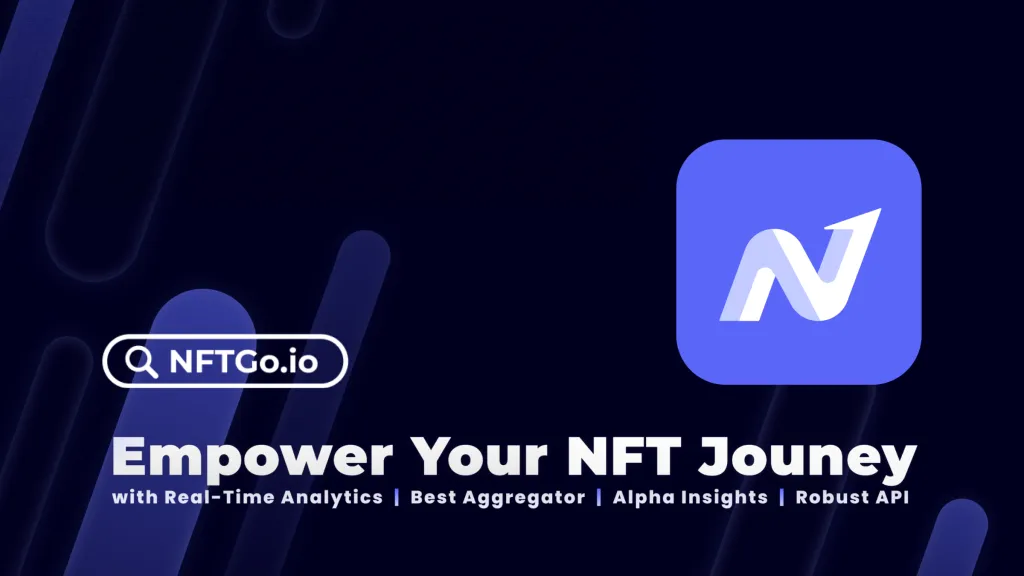 NFTGo.io
Empower Your NFT Jouney
with Real-Time Analytics | Best Aggregator | Alpha Insights | Robust API